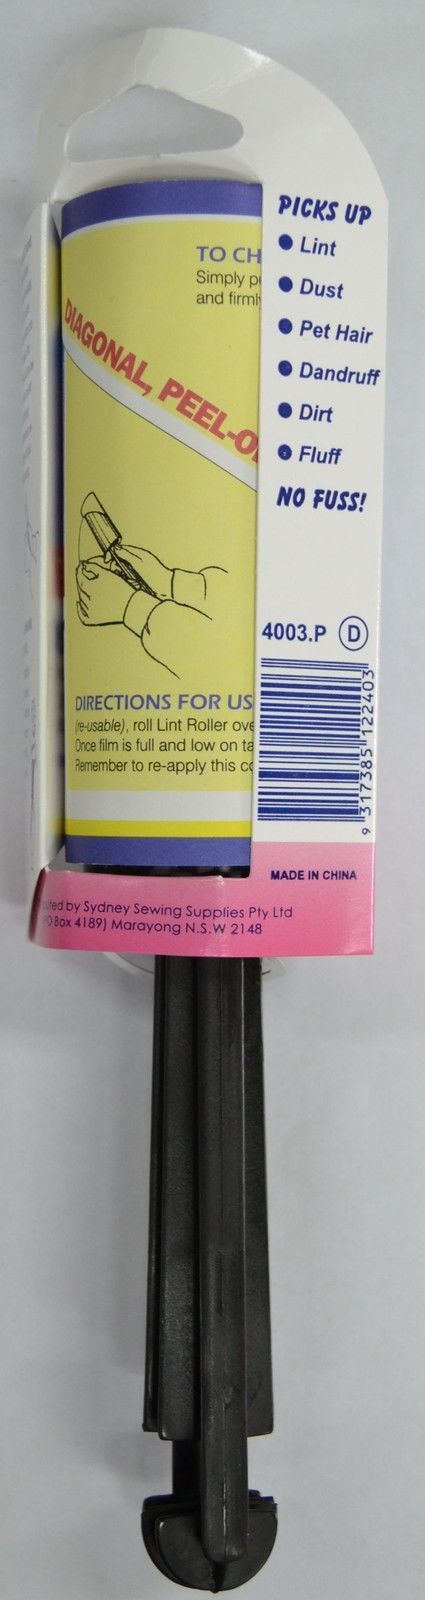 PICKS UP
Lint
Dust
Pet Hair
Dandruff
Dirt
Fluff
NO FUSS!
4003.P D
9 317385 122403
MADE IN CHINA
TO CH
Simply pu
and firmly
DIAGONAL, PEEL-O
DIRECTIONS FOR US
(re-usable), roll Lint Roller ove
Once film is full and low on ta
Remember to re-apply this co
uted by Sydney Sewing Supplies Pty Ltd
PO Box 4189) Marayong N.S.W 2148